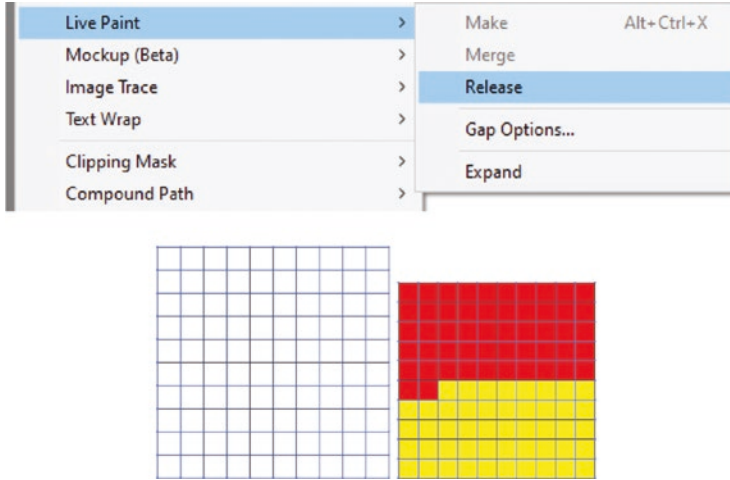 Live Paint >
Mockup (Beta) >
Image Trace >
Text Wrap >
Clipping Mask >
Compound Path >
Make Alt+Ctrl+X
Merge
Release
Gap Options...
Expand